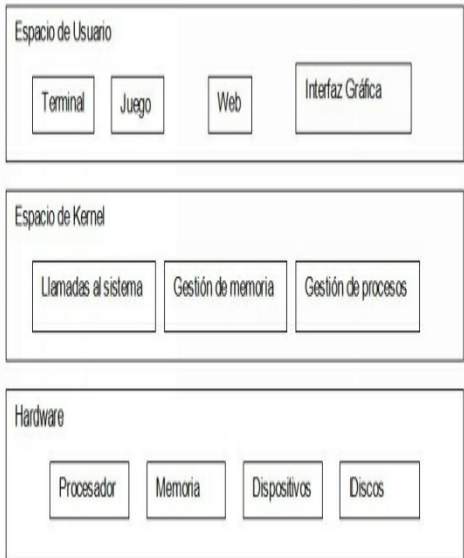 Espacio de Usuario
Terminal
Juego
Web
Interfaz Gráfica
Espacio de Kernel
Llamadas al sistema
Gestión de memoria
Gestión de procesos
Hardware
Procesador
Memoria
Dispositivos
Discos